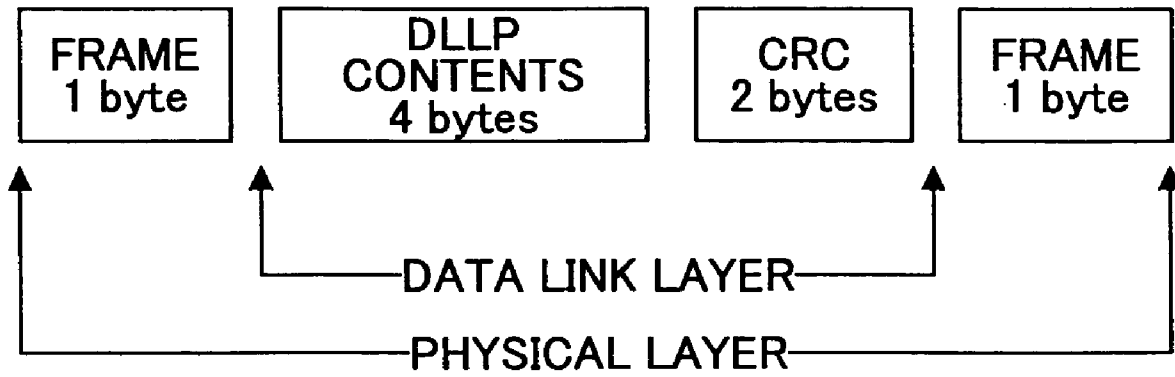 FRAME
1 byte
DLLP
CONTENTS
4 bytes
CRC
2 bytes
FRAME
1 byte
DATA LINK LAYER
PHYSICAL LAYER